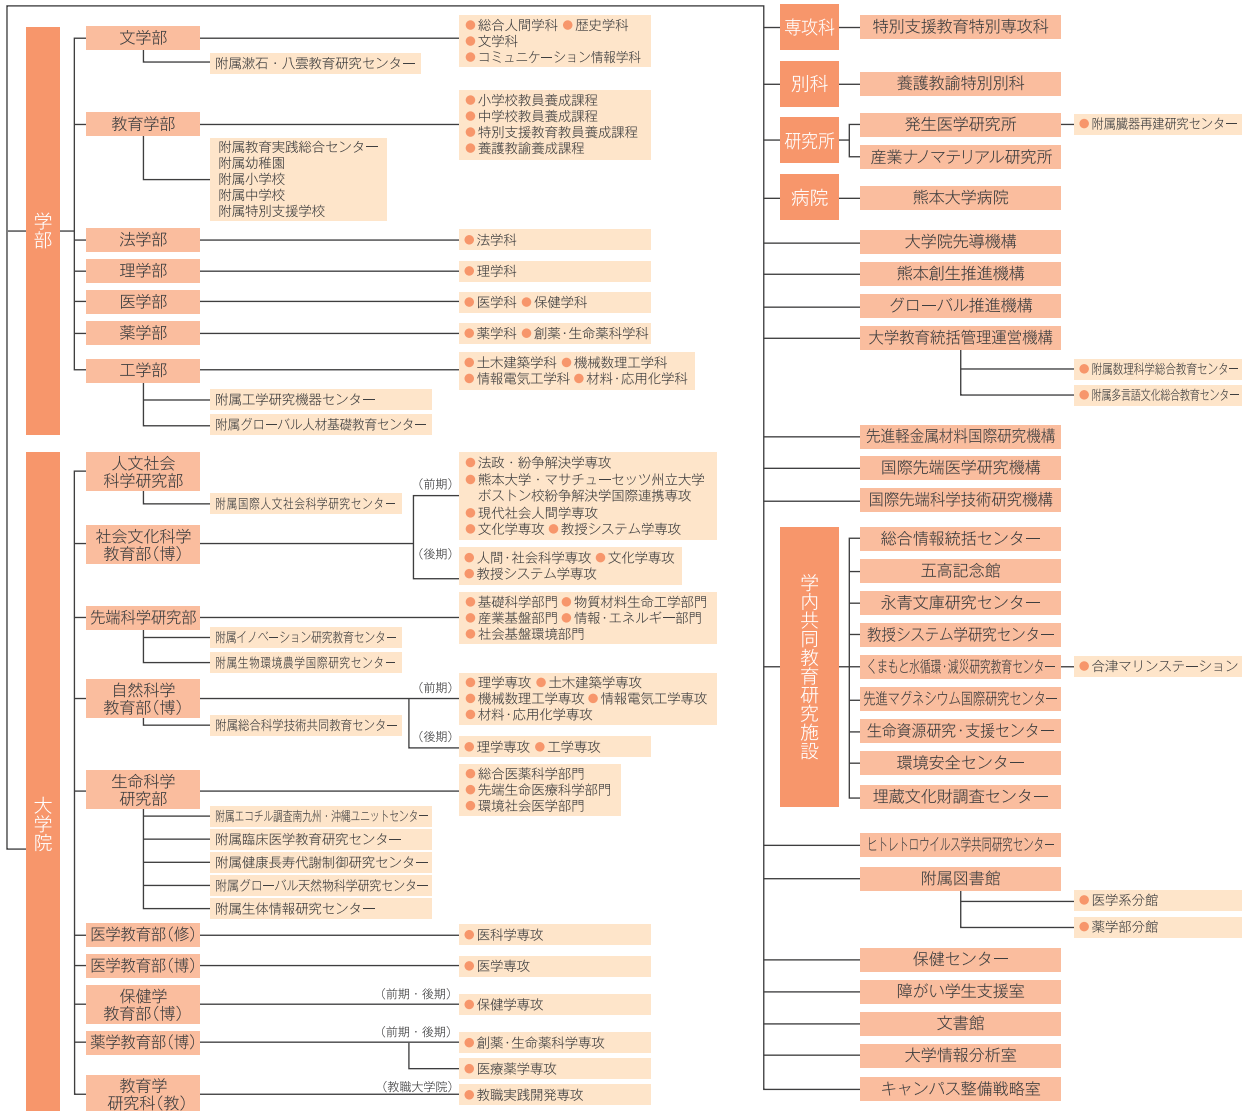 学部
文学部
附属漱石・八雲教育研究センター
●総合人間学科 ●歴史学科
●文学科
●コミュニケーション情報学科
教育学部
附属教育実践総合センター
附属幼稚園
附属小学校
附属中学校
附属特別支援学校
●小学校教員養成課程
●中学校教員養成課程
●特別支援教育教員養成課程
●養護教諭養成課程
法学部
●法学科
理学部
●理学科
医学部
●医学科 ●保健学科
薬学部
●薬学科 ●創薬・生命薬科学科
工学部
●土木建築学科 ●機械数理工学科
●情報電気工学科 ●材料・応用化学科
附属工学研究機器センター
附属グローバル人材基礎教育センター
大学院
人文社会
科学研究部
附属国際人文社会科学研究センター
社会文化科学
教育部（博）
（前期）
●法政・紛争解決学専攻
●熊本大学・マサチューセッツ州立大学
ボストン校紛争解決学国際連携専攻
●現代社会人間学専攻
●文化学専攻 ●教授システム学専攻
（後期）
●人間・社会科学専攻 ●文化学専攻
●教授システム学専攻
先端科学研究部
附属イノベーション研究教育センター
附属生物環境農学国際研究センター
●基礎科学部門 ●物質材料生命工学部門
●産業基盤部門 ●情報・エネルギー部門
●社会基盤環境部門
自然科学
教育部（博）
附属総合科学技術共同教育センター
（前期）
●理学専攻 ●土木建築学専攻
●機械数理工学専攻 ●情報電気工学専攻
●材料・応用化学専攻
（後期）
●理学専攻 ●工学専攻
生命科学
研究部
●総合医薬科学部門
●先端生命医療科学部門
●環境社会医学部門
附属エコチル調査南九州・沖縄ユニットセンター
附属臨床医学教育研究センター
附属健康長寿代謝制御研究センター
附属グローバル天然物科学研究センター
附属生体情報研究センター
医学教育部（修）
●医科学専攻
医学教育部（博）
●医学専攻
保健学
教育部（博）
（前期・後期）
●保健学専攻
薬学教育部（博）
（前期・後期）
●創薬・生命薬科学専攻
●医療薬学専攻
教育学
研究科（教）
（教職大学院）
●教職実践開発専攻
専攻科
特別支援教育特別専攻科
別科
養護教諭特別別科
研究所
発生医学研究所
●附属臓器再建研究センター
産業ナノマテリアル研究所
病院
熊本大学病院
大学院先導機構
熊本創生推進機構
グローバル推進機構
大学教育統括管理運営機構
●附属数理科学総合教育センター
●附属多言語文化総合教育センター
先進軽金属材料国際研究機構
国際先端医学研究機構
国際先端科学技術研究機構
学内共同教育研究施設
総合情報統括センター
五高記念館
永青文庫研究センター
教授システム学研究センター
くまもと水循環・減災研究教育センター
●合津マリンステーション
先進マグネシウム国際研究センター
生命資源研究・支援センター
環境安全センター
埋蔵文化財調査センター
ヒトレトロウイルス学共同研究センター
附属図書館
●医学系分館
●薬学部分館
保健センター
障がい学生支援室
文書館
大学情報分析室
キャンパス整備戦略室